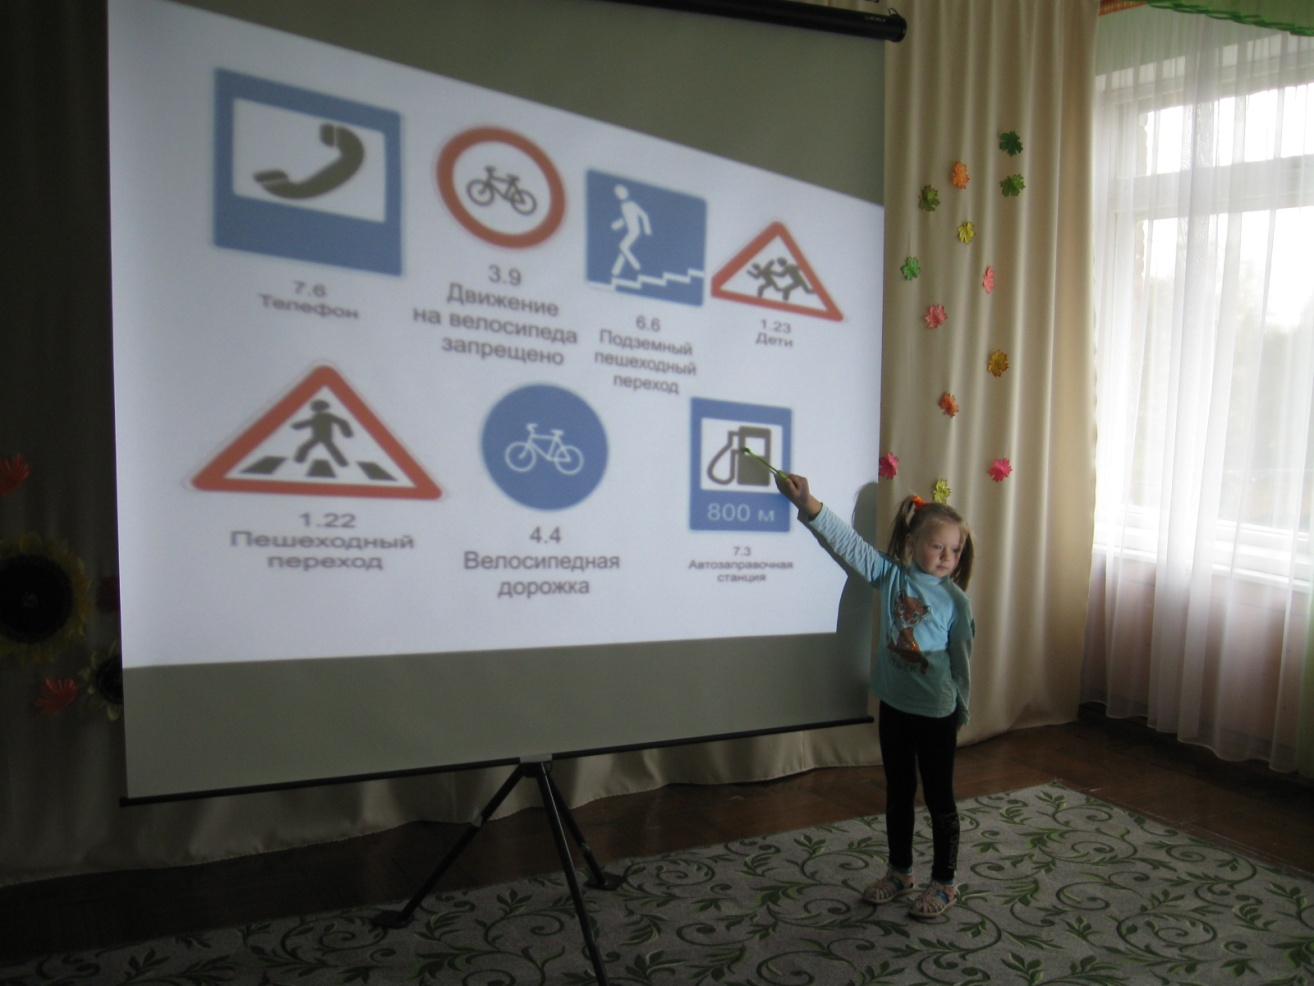 7.6
Телефон
3.9
Движение
на велосипеда
запрещено
6.6
Подземный
пешеходный
переход
1.23
Дети
1.22
Пешеходный
переход
4.4
Велосипедная
дорожка
800 м
7.3
Автозаправочная
станция